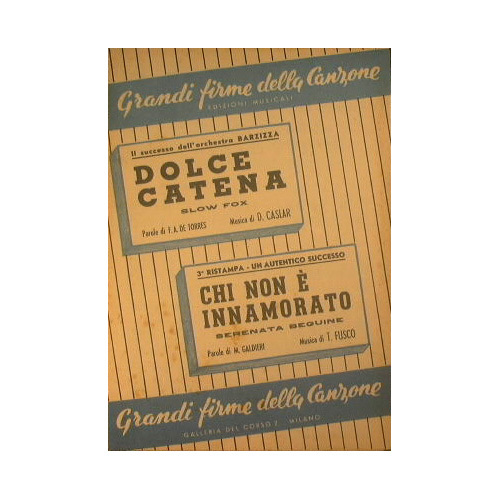 Grandi firme della Canzone
EDIZIONI MUSICALI
Il successo dell'orchestra BARZIZZA
DOLCE
CATENA
SLOW FOX
Parole di F. A. DE TORRES Musica di D. CASLAR
3ª RISTAMPA - UN AUTENTICO SUCCESSO
CHI NON È
INNAMORATO
SERENATA BEGUINE
Parole di M. GALDIERI Musica di T. FUSCO
Grandi firme della Canzone
GALLERIA DEL CORSO 2 - MILANO